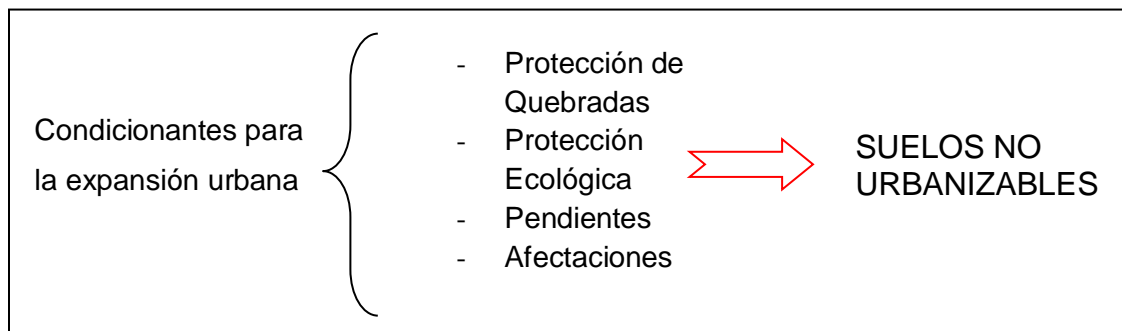 Condicionantes para
la expansión urbana
- Protección de
Quebradas
- Protección
Ecológica
- Pendientes
- Afectaciones
SUELOS NO
URBANIZABLES